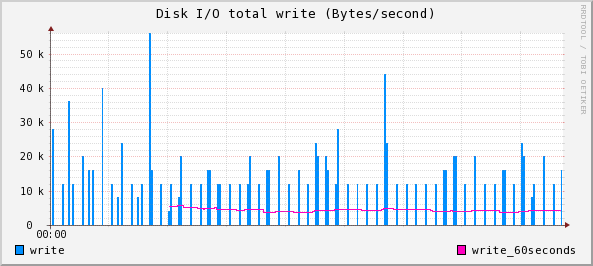 Disk I/O total write (Bytes/second)
RRDTOOL / TOBI OETIKER
50 k
40 k
30 k
20 k
10 k
0
00:00
write
write_60seconds